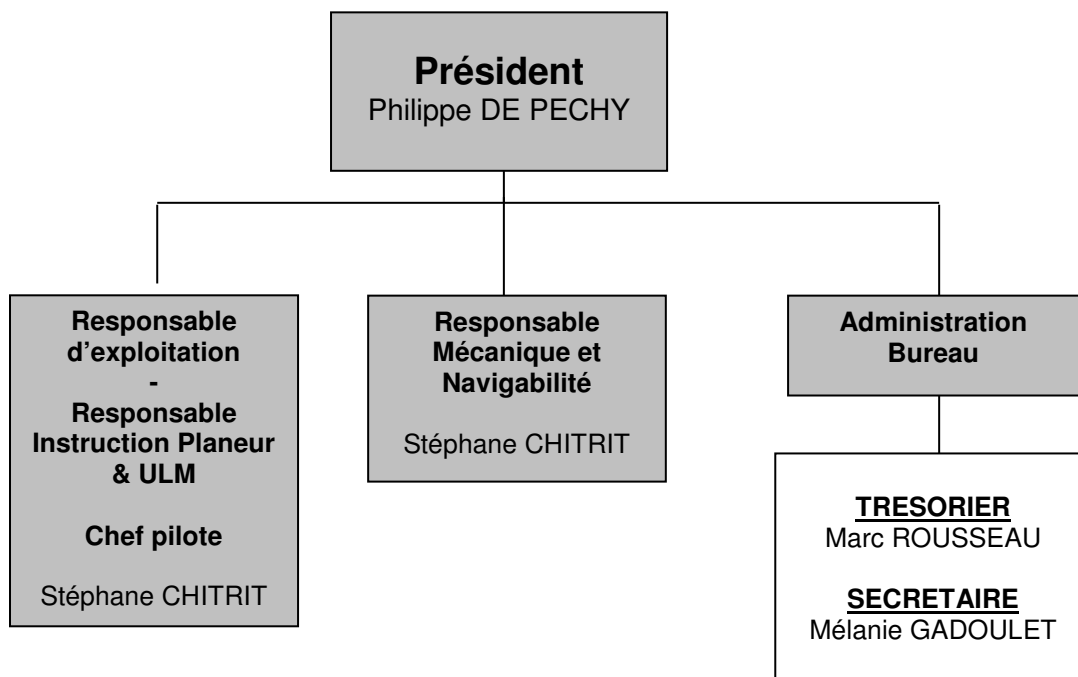 Président
Philippe DE PECHY
Responsable
d'exploitation
-
Responsable
Instruction Planeur
& ULM
Chef pilote
Stéphane CHITRIT
Responsable
Mécanique et
Navigabilité
Stéphane CHITRIT
Administration
Bureau
TRESORIER
Marc ROUSSEAU
SECRETAIRE
Mélanie GADOULET